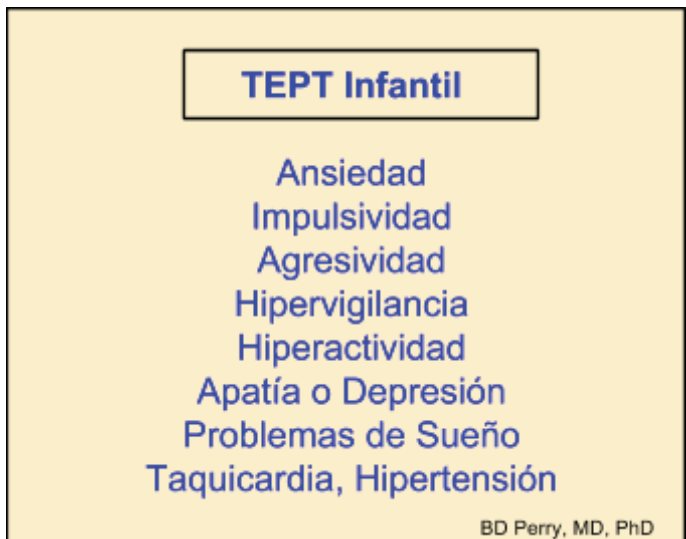 TEPT Infantil
Ansiedad
Impulsividad
Agresividad
Hipervigilancia
Hiperactividad
Apatía o Depresión
Problemas de Sueño
Taquicardia, Hipertensión
BD Perry, MD, PhD